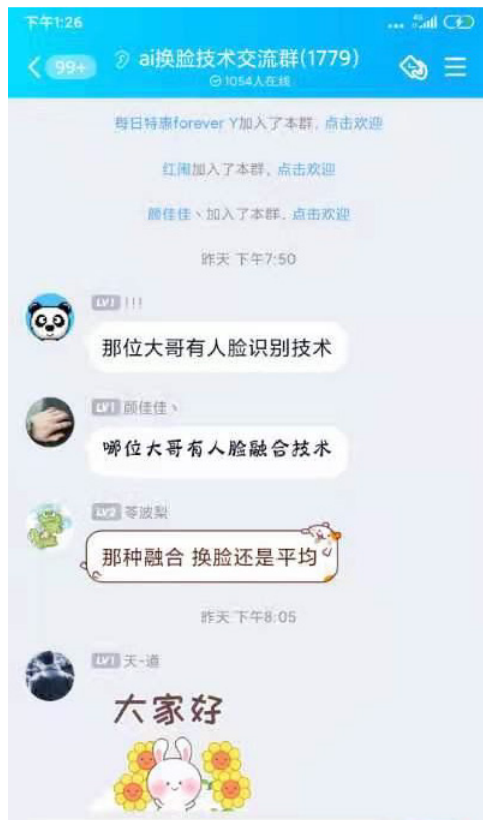 下午1:26
4G
99+
ai换脸技术交流群(1779)
1054人在线
每日特惠forever Y加入了本群，点击欢迎
红闹加入了本群，点击欢迎
颜佳佳丶加入了本群，点击欢迎
昨天 下午7:50
LV1 !!!
那位大哥有人脸识别技术
LV1 颜佳佳丶
哪位大哥有人脸融合技术
LV2 苓波梨
那种融合 换脸还是平均
昨天 下午8:05
LV1 天-道
大家好